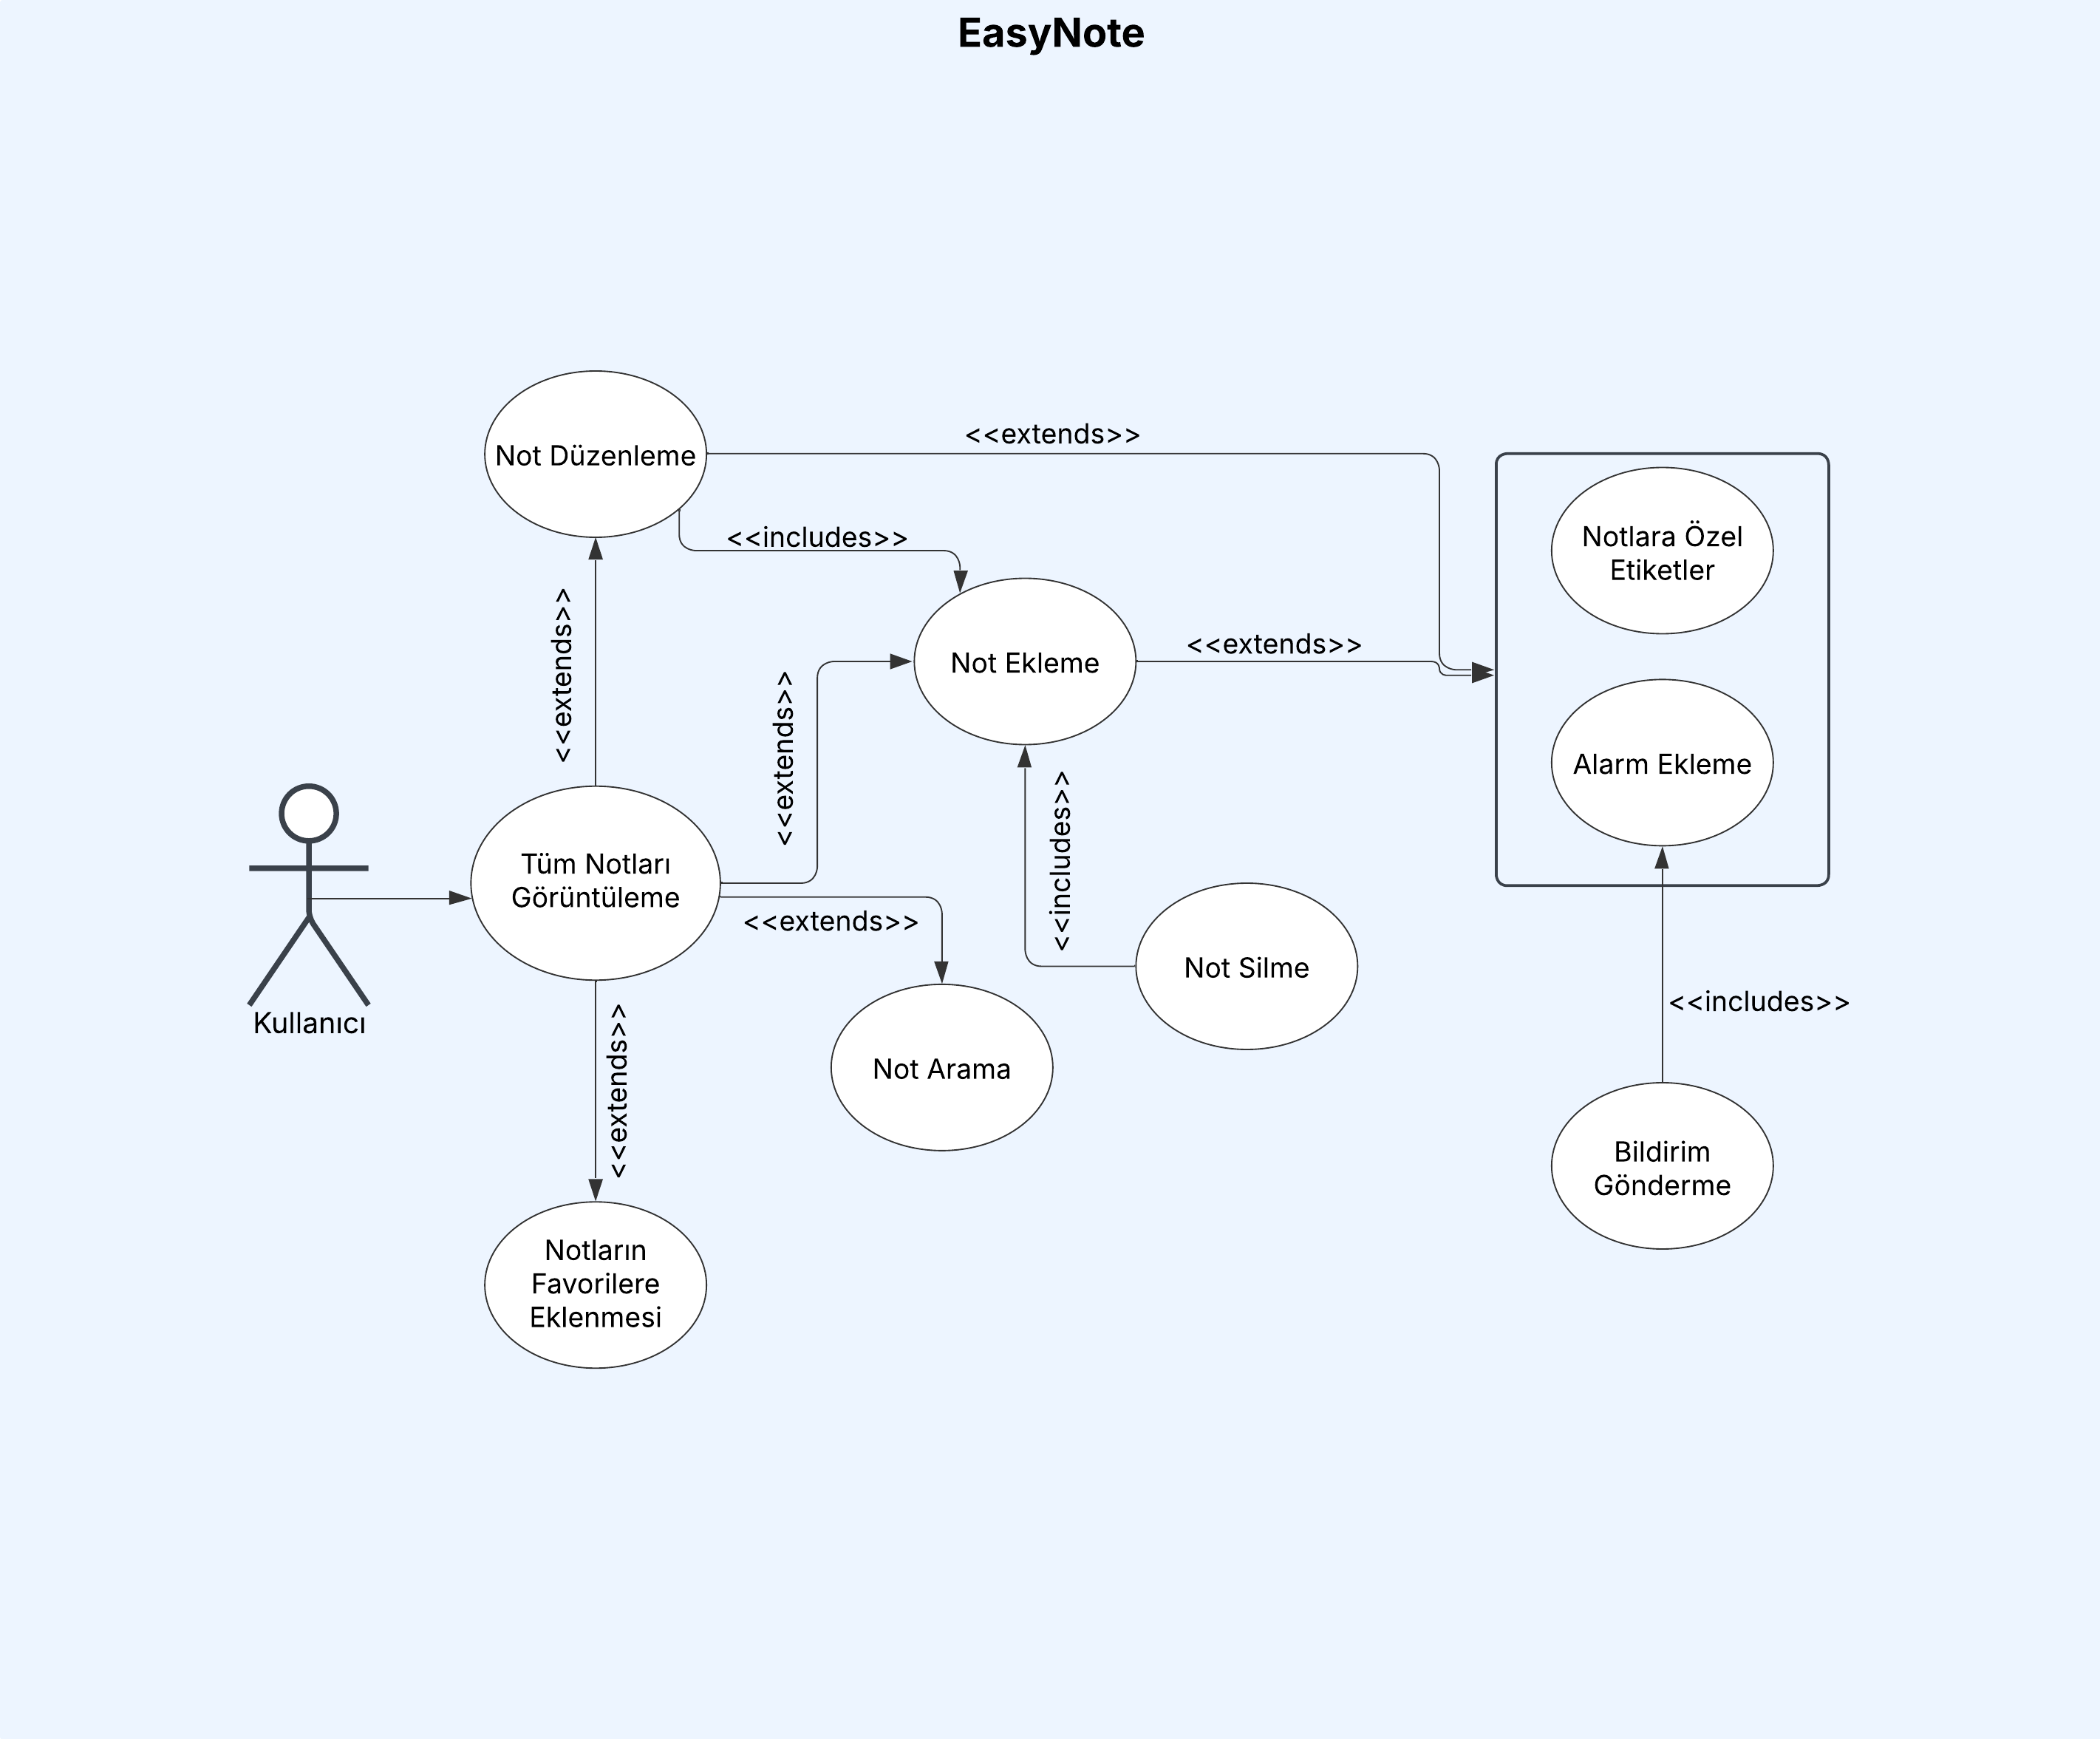 EasyNote
<<extends>>
Not Düzenleme
<<includes>>
Notlara Özel
Etiketler
<<extends>>
<<extends>>
Not Ekleme
<<extends>>
Alarm Ekleme
<<includes>>
Tüm Notları
Görüntüleme
<<extends>>
Not Silme
<<includes>>
Kullanıcı
Not Arama
<<extends>>
Bildirim
Gönderme
Notların
Favorilere
Eklenmesi